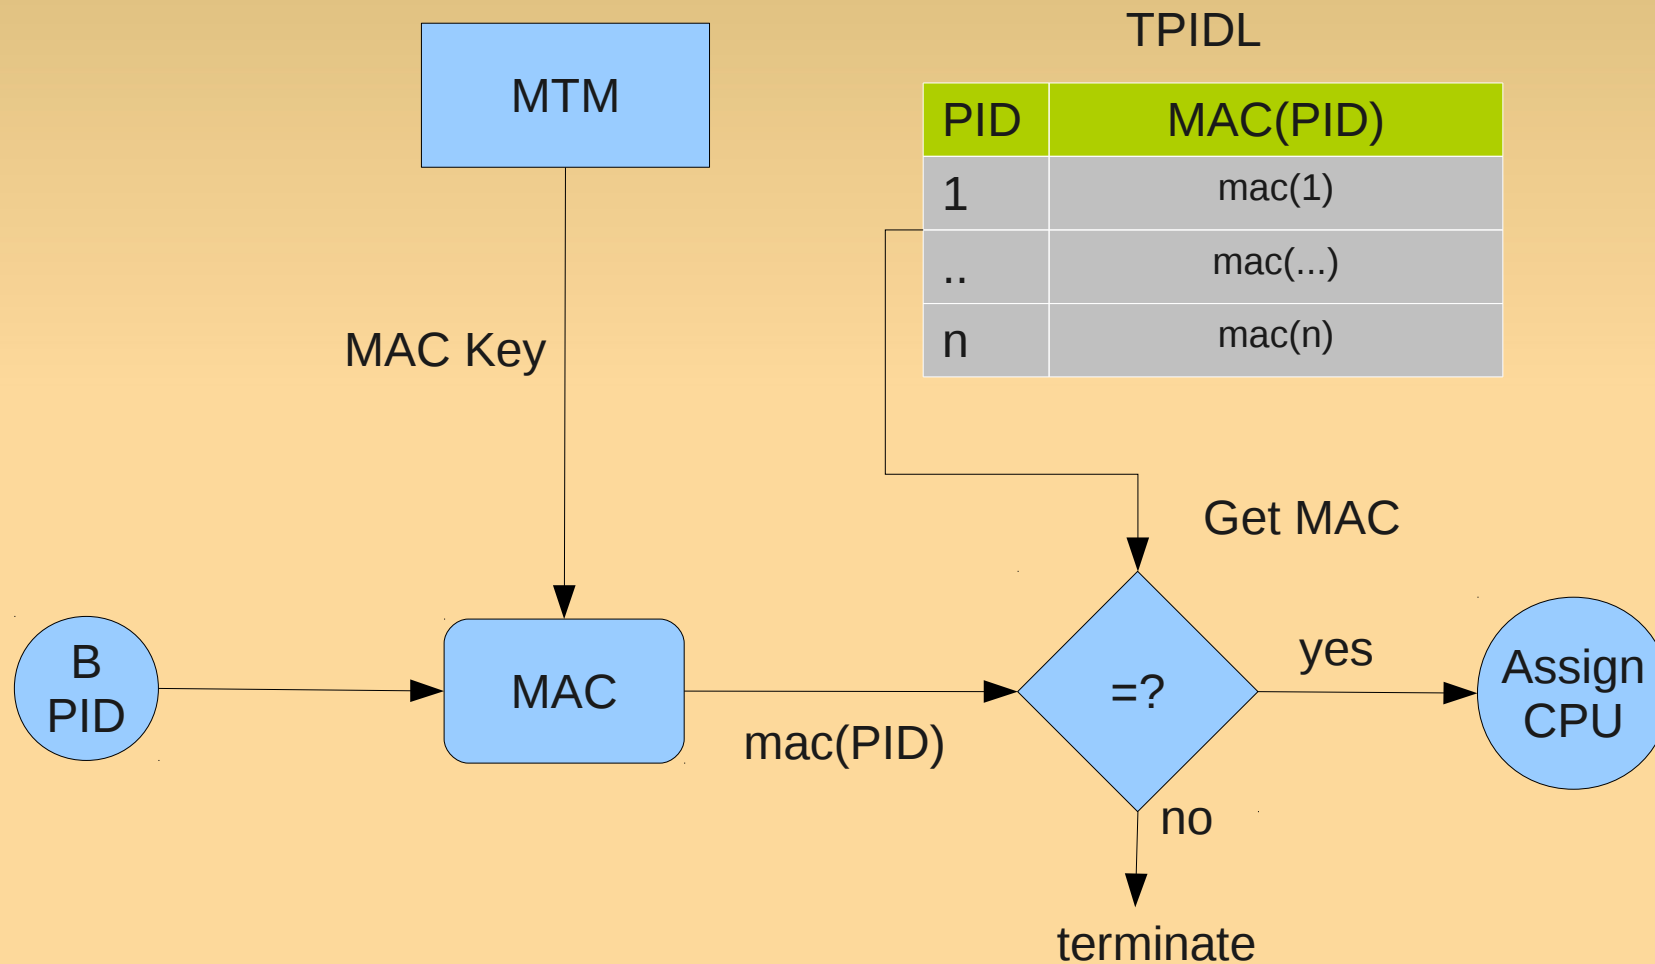 TPIDL
MTM
PID MAC(PID)
1 mac(1)
.. mac(...)
n mac(n)
MAC Key
Get MAC
B
PID
MAC
mac(PID)
=?
yes
Assign
CPU
no
terminate